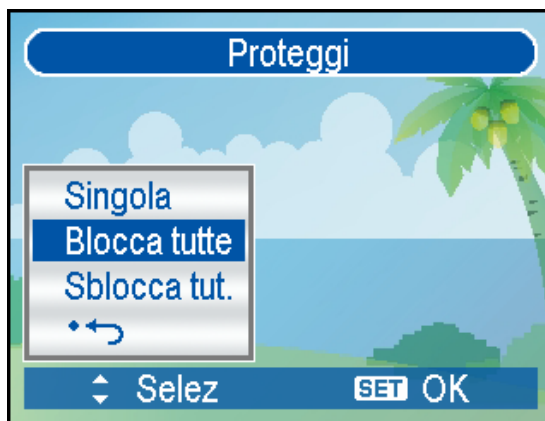 Proteggi
Singola
Blocca tutte
Sblocca tut.
Selez
SET OK